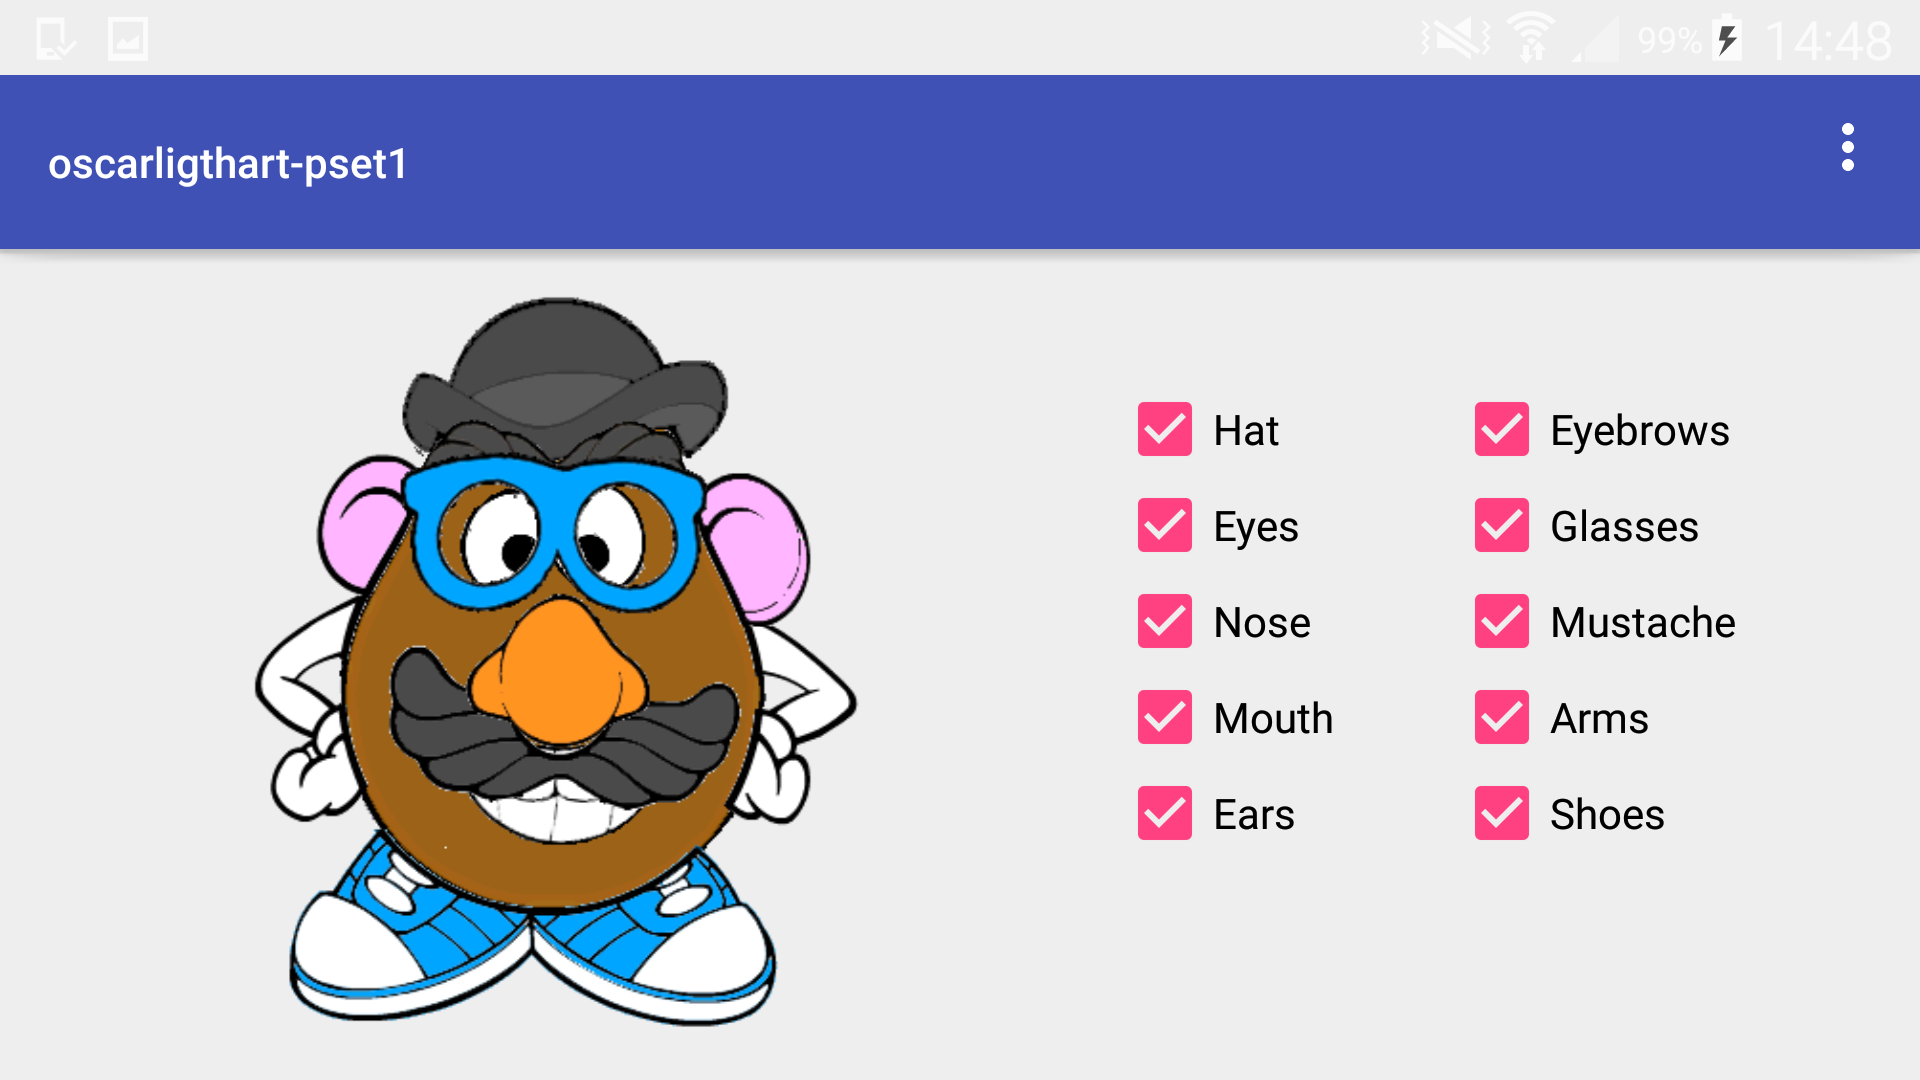 99% 14:48
oscarligthart-pset1
Hat Eyebrows
Eyes Glasses
Nose Mustache
Mouth Arms
Ears Shoes